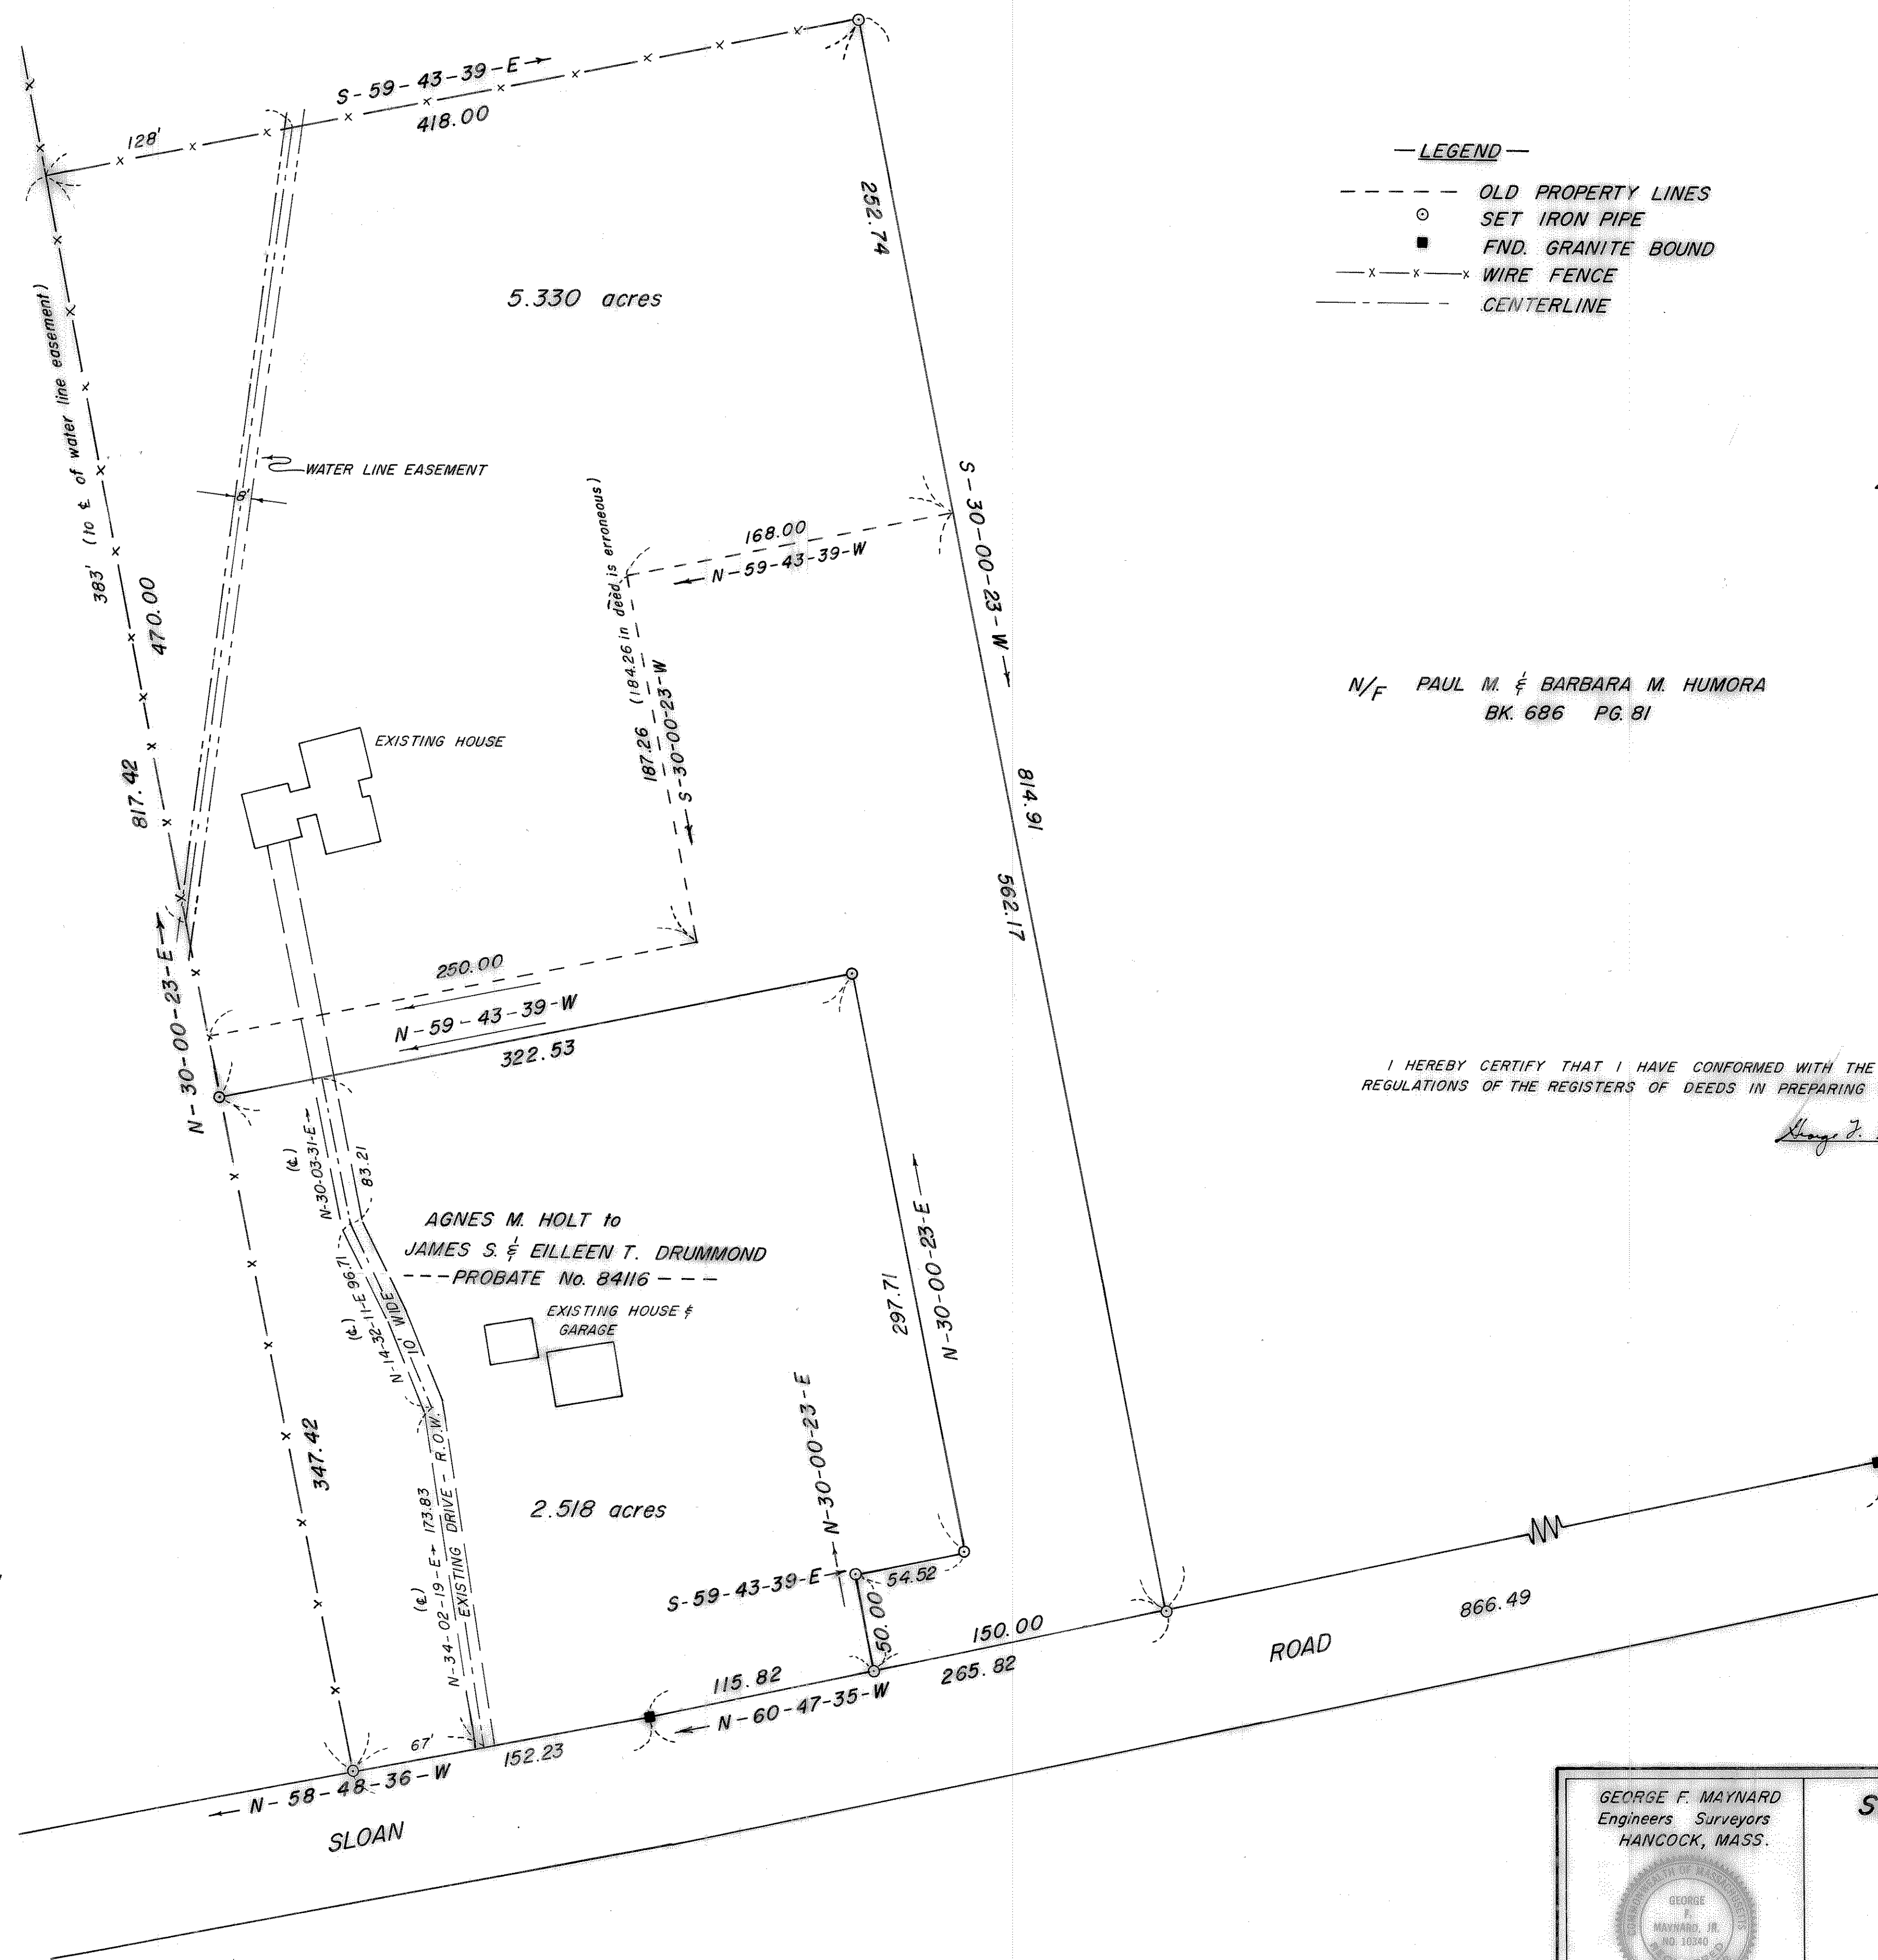 S-59-43-39-E
418.00
128'
252.74
5.330 acres
—LEGEND—
OLD PROPERTY LINES
SET IRON PIPE
FND. GRANITE BOUND
WIRE FENCE
CENTERLINE
383' (to ℄ of water line easement)
470.00
817.42
N-30-00-23-E
WATER LINE EASEMENT
8'
168.00
N-59-43-39-W
187.26 (184.26 in deed is erroneous)
S-30-00-23-W
S-30-00-23-W
814.91
562.17
N/F PAUL M. & BARBARA M. HUMORA
BK. 686 PG. 81
EXISTING HOUSE
250.00
N-59-43-39-W
322.53
I HEREBY CERTIFY THAT I HAVE CONFORMED WITH THE
REGULATIONS OF THE REGISTERS OF DEEDS IN PREPARING
George F.
(℄)
N-30-03-31-E
83.21
AGNES M. HOLT to
JAMES S. & EILLEEN T. DRUMMOND
---PROBATE No. 84116---
(℄)
N-14-32-11-E 96.71
10' WIDE
EXISTING HOUSE &
GARAGE
297.71
N-30-00-23-E
347.42
(℄)
N-34-02-19-E 173.83
EXISTING DRIVE - R.O.W.
2.518 acres
N-30-00-23-E
S-59-43-39-E
54.52
50.00
150.00
265.82
115.82
N-60-47-35-W
866.49
ROAD
67'
152.23
N-58-48-36-W
SLOAN
GEORGE F. MAYNARD
Engineers Surveyors
HANCOCK, MASS.
S
COMMONWEALTH OF MASSACHUSETTS
GEORGE
F.
MAYNARD, JR.
NO. 10340